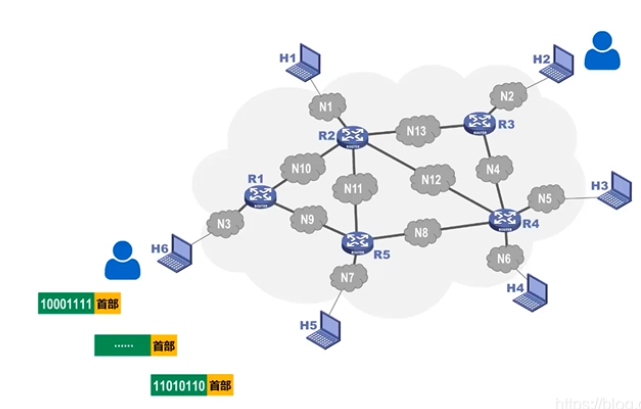 H1
H2
N1
N2
R2
N13
R3
N10
N4
R1
N11
N12
H3
N5
N3
N9
R4
N8
H6
R5
N6
N7
H4
10001111 首部
H5
...... 首部
11010110 首部
https://blog.